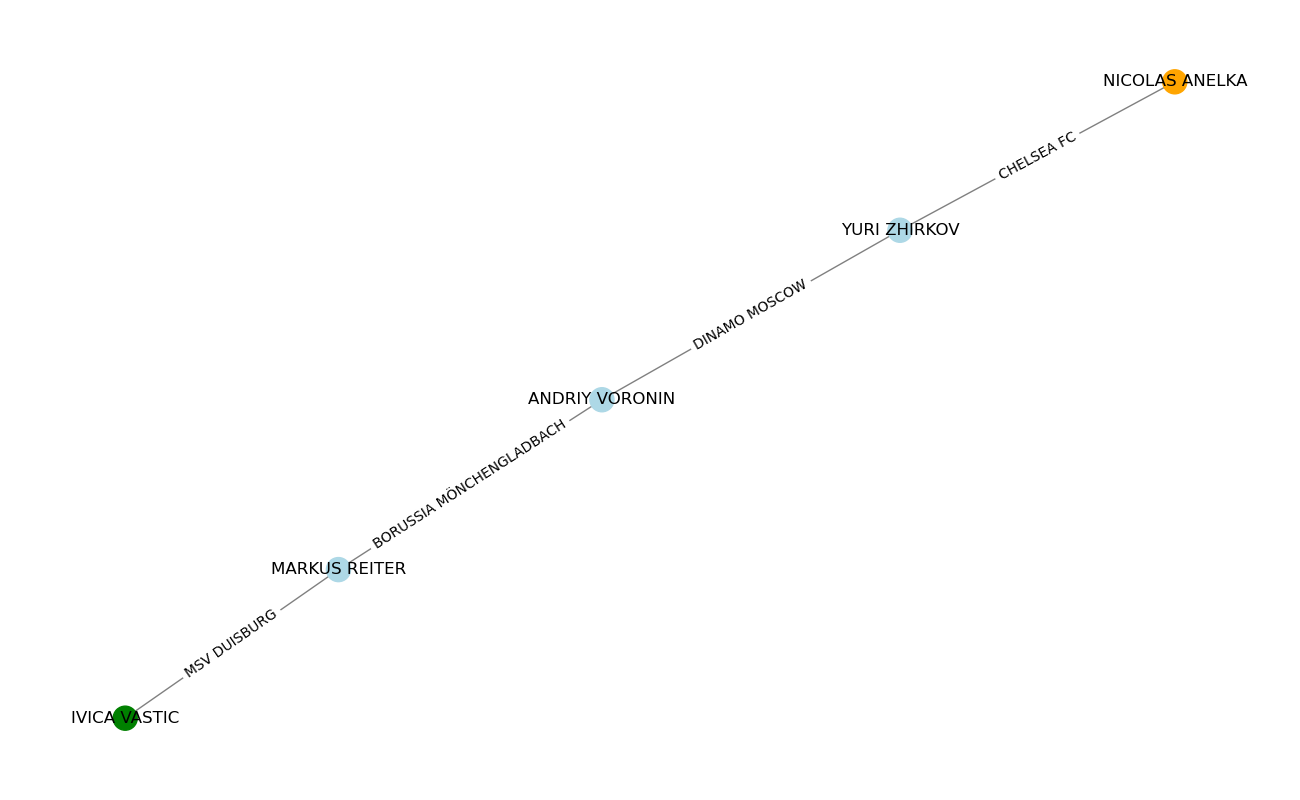 NICOLAS ANELKA
CHELSEA FC
YURI ZHIRKOV
DINAMO MOSCOW
ANDRIY VORONIN
BORUSSIA MÖNCHENGLADBACH
MARKUS REITER
MSV DUISBURG
IVICA VASTIC